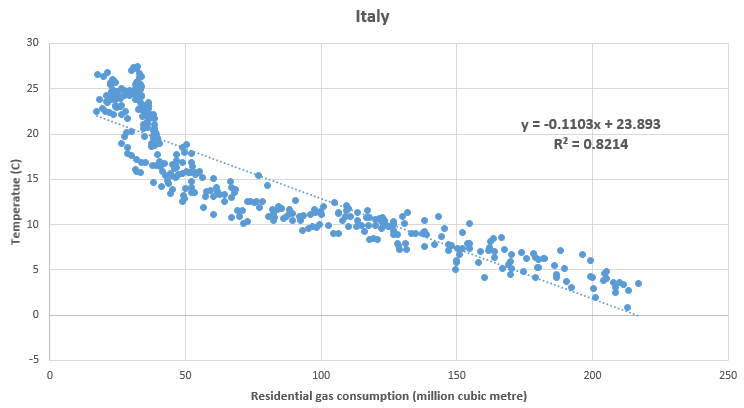 Italy
30
25
20
15
10
5
0
-5
Temperatue (C)
y = -0.1103x + 23.893
R² = 0.8214
0 50 100 150 200 250
Residential gas consumption (million cubic metre)